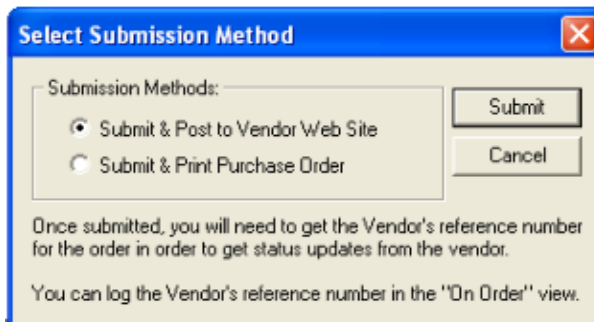 Select Submission Method
Submission Methods:
Submit & Post to Vendor Web Site
Submit & Print Purchase Order
Submit
Cancel
Once submitted, you will need to get the Vendor's reference number
for the order in order to get status updates from the vendor.
You can log the Vendor's reference number in the "On Order" view.